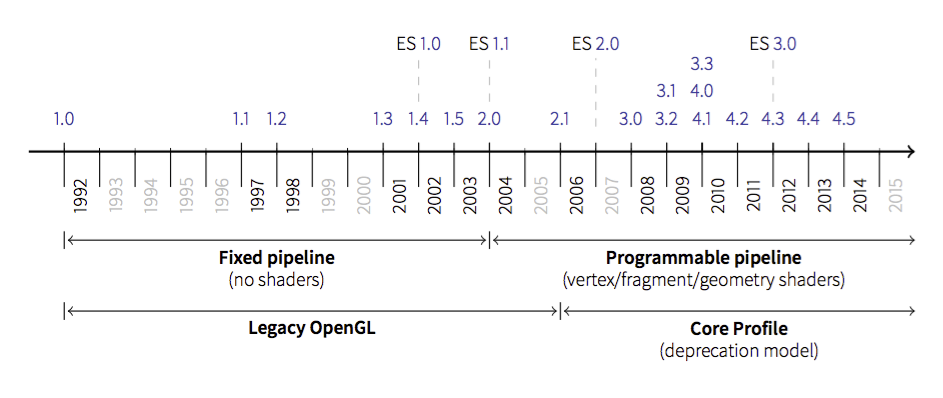 ES 1.0 ES 1.1 ES 2.0 ES 3.0
3.3
3.1 4.0
1.0 1.1 1.2 1.3 1.4 1.5 2.0 2.1 3.0 3.2 4.1 4.2 4.3 4.4 4.5
1992 1993 1994 1995 1996 1997 1998 1999 2000 2001 2002 2003 2004 2005 2006 2007 2008 2009 2010 2011 2012 2013 2014 2015
Fixed pipeline Programmable pipeline
(no shaders) (vertex/fragment/geometry shaders)
Legacy OpenGL Core Profile
(deprecation model)